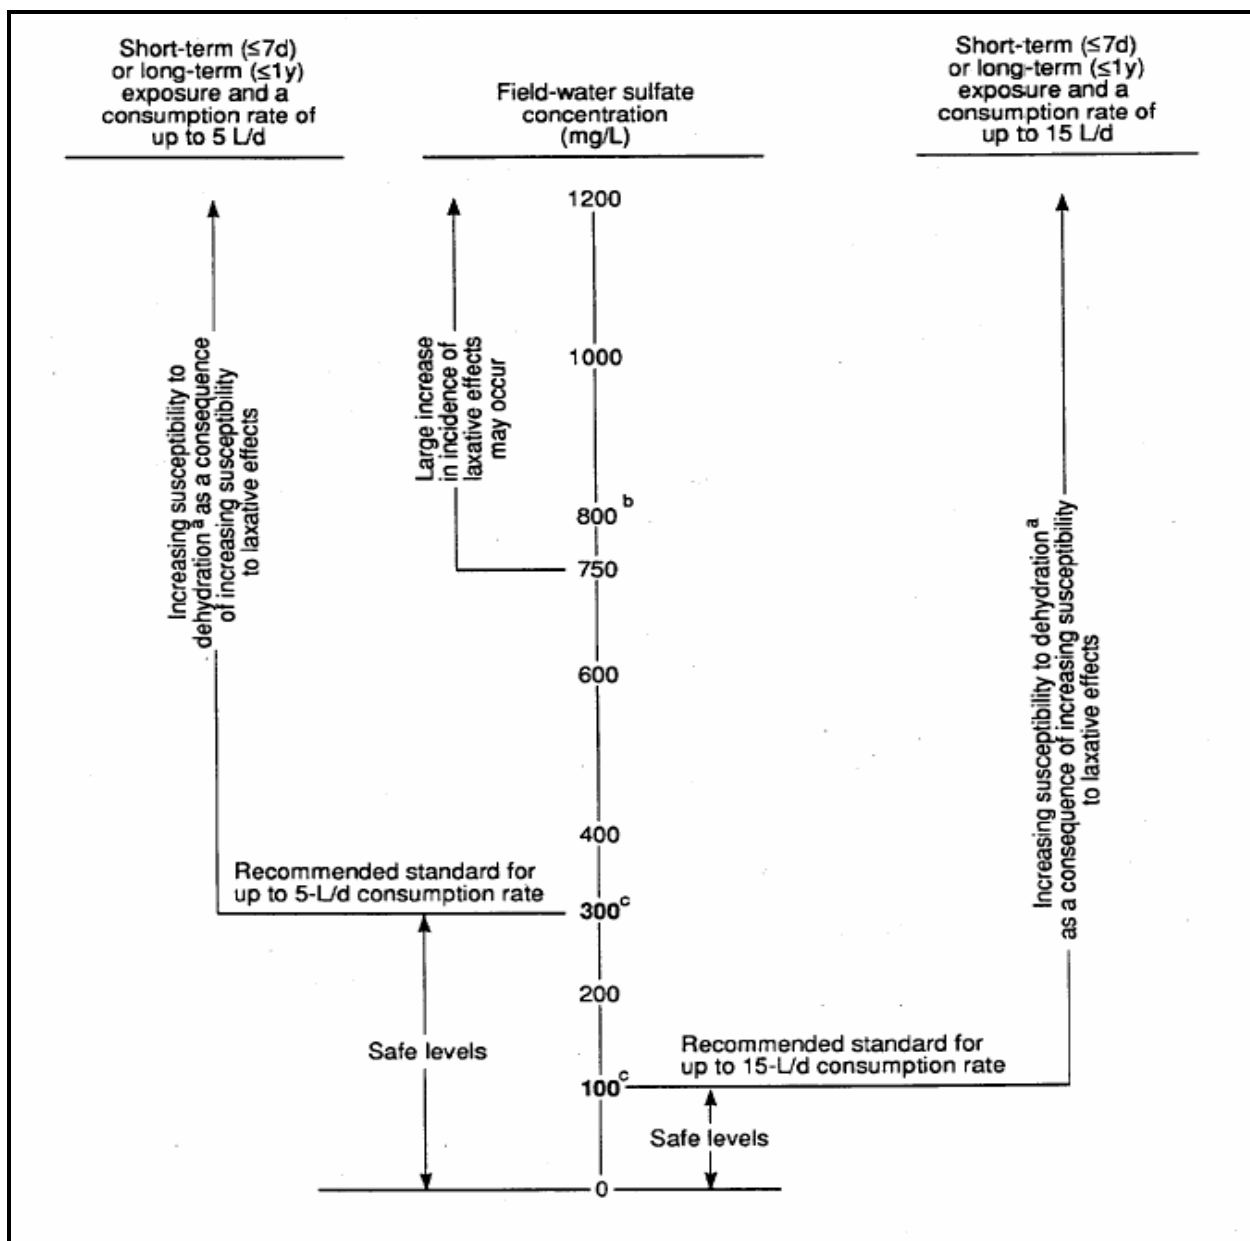 Short-term (≤7d)
or long-term (≤1y)
exposure and a
consumption rate of
up to 5 L/d
Field-water sulfate
concentration
(mg/L)
Short-term (≤7d)
or long-term (≤1y)
exposure and a
consumption rate of
up to 15 L/d
1200
1000
800 b
750
600
400
300c
200
100c
0
Increasing susceptibility to
dehydrationa as a consequence
of increasing susceptibility
to laxative effects
Large increase
in incidence of
laxative effects
may occur
Increasing susceptibility to dehydrationa
as a consequence of increasing susceptibility
to laxative effects
Recommended standard for
up to 5-L/d consumption rate
Safe levels
Recommended standard for
up to 15-L/d consumption rate
Safe levels